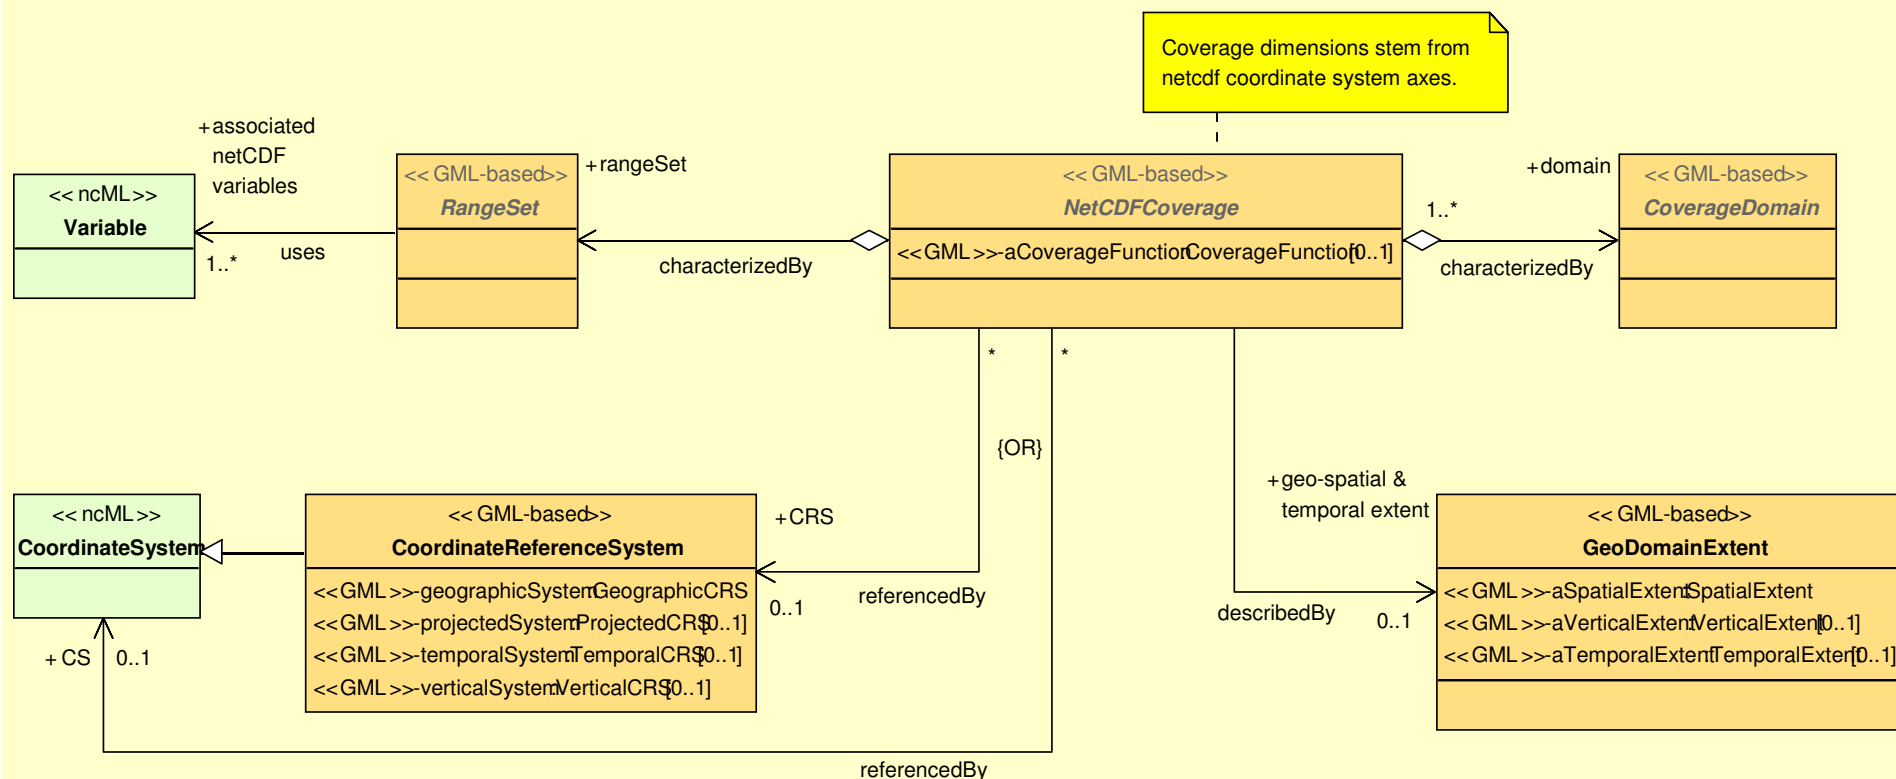 Coverage dimensions stem from
netcdf coordinate system axes.
+associated
netCDF
variables
<< ncML >>
Variable
1..*
uses
<< GML-based>>
RangeSet
+rangeSet
characterizedBy
<< GML-based>>
NetCDFCoverage
<<GML>>-aCoverageFunction:CoverageFunction[0..1]
1..*
characterizedBy
+domain
<< GML-based>>
CoverageDomain
*
*
{OR}
<< ncML >>
CoordinateSystem
+ CS
0..1
<< GML-based>>
CoordinateReferenceSystem
<<GML>>-geographicSystem:GeographicCRS
<<GML>>-projectedSystem:ProjectedCRS[0..1]
<<GML>>-temporalSystem:TemporalCRS[0..1]
<<GML>>-verticalSystem:VerticalCRS[0..1]
+CRS
0..1
referencedBy
referencedBy
+geo-spatial &
temporal extent
describedBy
0..1
<< GML-based>>
GeoDomainExtent
<<GML>>-aSpatialExtent:SpatialExtent
<<GML>>-aVerticalExtent:VerticalExtent[0..1]
<<GML>>-aTemporalExtent:TemporalExtent[0..1]